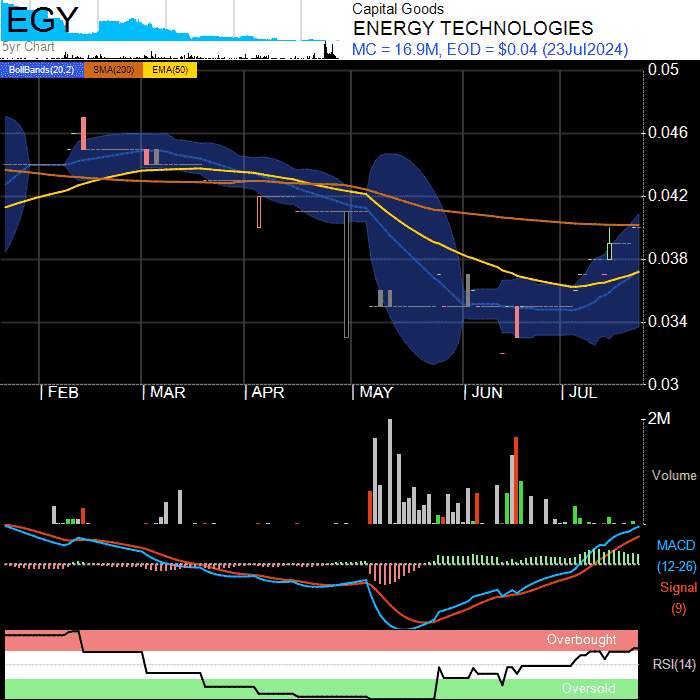 EGY
5yr Chart
Capital Goods
ENERGY TECHNOLOGIES
MC = 16.9M, EOD = $0.04 (23Jul2024)
BollBands(20,2) SMA(200) EMA(50)
0.05
0.046
0.042
0.038
0.034
0.03
| FEB | MAR | APR | MAY | JUN | JUL
2M
Volume
MACD
(12-26)
Signal
(9)
Overbought
RSI(14)
Oversold